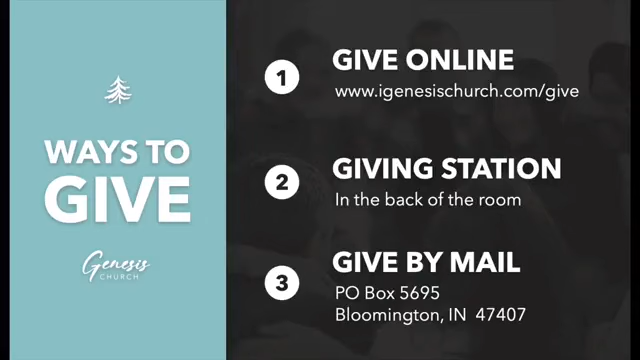 WAYS TO
GIVE
Genesis
CHURCH
1
GIVE ONLINE
www.igenesischurch.com/give
2
GIVING STATION
In the back of the room
3
GIVE BY MAIL
PO Box 5695
Bloomington, IN 47407